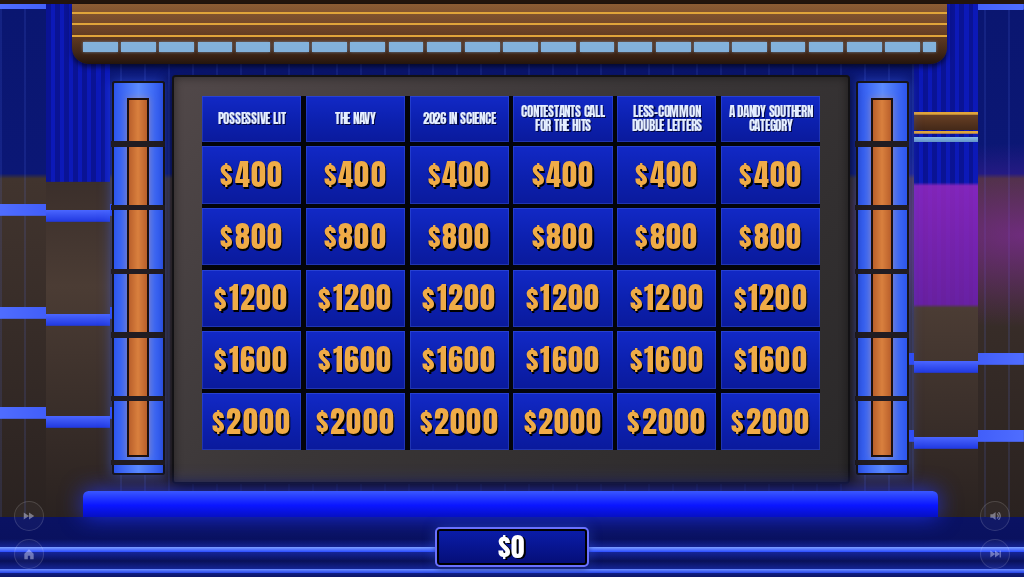 POSSESSIVE LIT
THE NAVY
2026 IN SCIENCE
CONTESTANTS CALL
FOR THE HITS
LESS-COMMON
DOUBLE LETTERS
A DANDY SOUTHERN
CATEGORY
$400 $400 $400 $400 $400 $400
$800 $800 $800 $800 $800 $800
$1200 $1200 $1200 $1200 $1200 $1200
$1600 $1600 $1600 $1600 $1600 $1600
$2000 $2000 $2000 $2000 $2000 $2000
$0